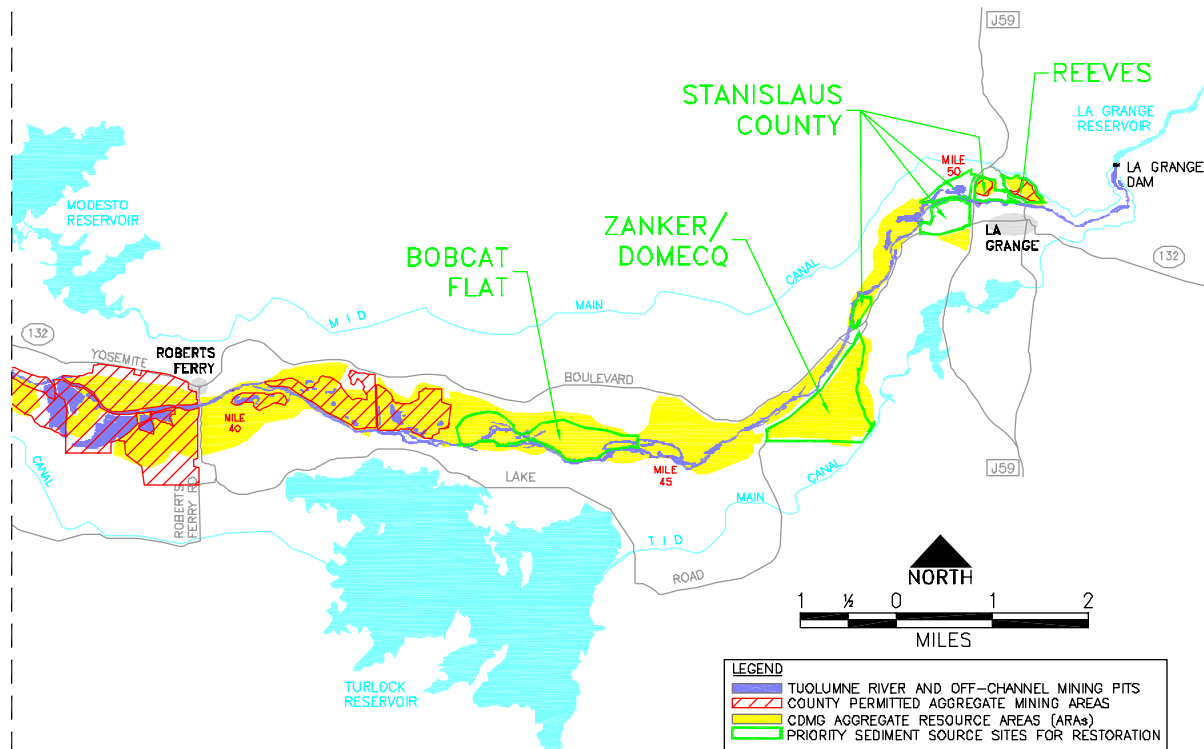 J59
REEVES
STANISLAUS
COUNTY
LA GRANGE
RESERVOIR
MILE
50
LA GRANGE
DAM
MODESTO
RESERVOIR
ZANKER/
DOMECQ
LA
GRANGE
BOBCAT
FLAT
CANAL
132
MAIN
MID
132
YOSEMITE
ROBERTS
FERRY
BOULEVARD
MILE
40
CANAL
LAKE
MILE
45
CANAL
MAIN
J59
ROBERTS
FERRY RD
TID
ROAD
NORTH
1 ½ 0 1 2
MILES
TURLOCK
RESERVOIR
LEGEND
TUOLUMNE RIVER AND OFF-CHANNEL MINING PITS
COUNTY PERMITTED AGGREGATE MINING AREAS
CDMG AGGREGATE RESOURCE AREAS (ARAs)
PRIORITY SEDIMENT SOURCE SITES FOR RESTORATION